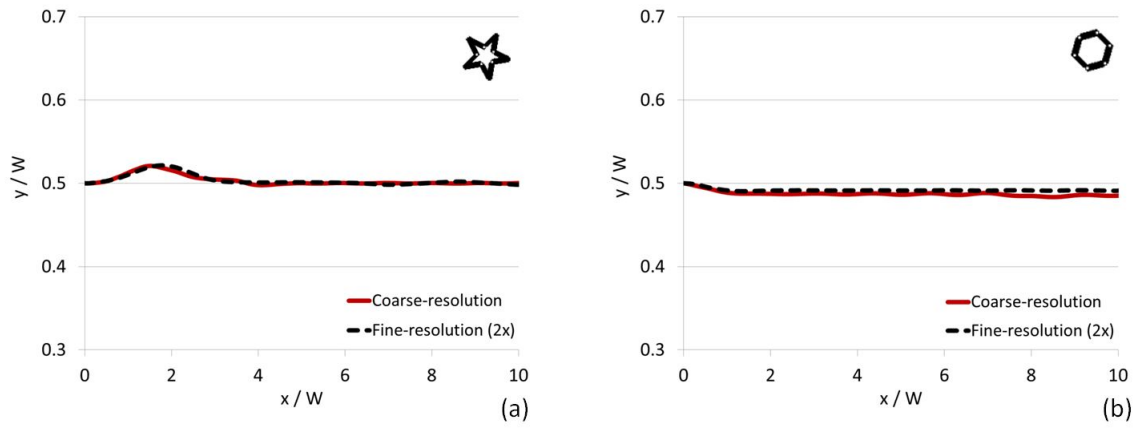 0.7
0.6
0.5
0.4
0.3
y / W
0 2 4 6 8 10
x / W
Coarse-resolution
Fine-resolution (2x)
(a)
0.7
0.6
0.5
0.4
0.3
y / W
0 2 4 6 8 10
x / W
Coarse-resolution
Fine-resolution (2x)
(b)